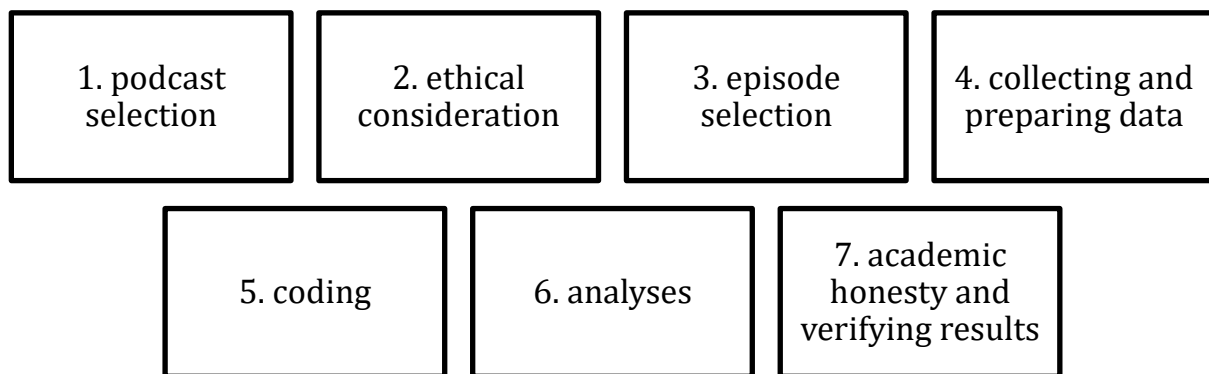 1. podcast
selection
2. ethical
consideration
3. episode
selection
4. collecting and
preparing data
5. coding
6. analyses
7. academic
honesty and
verifying results